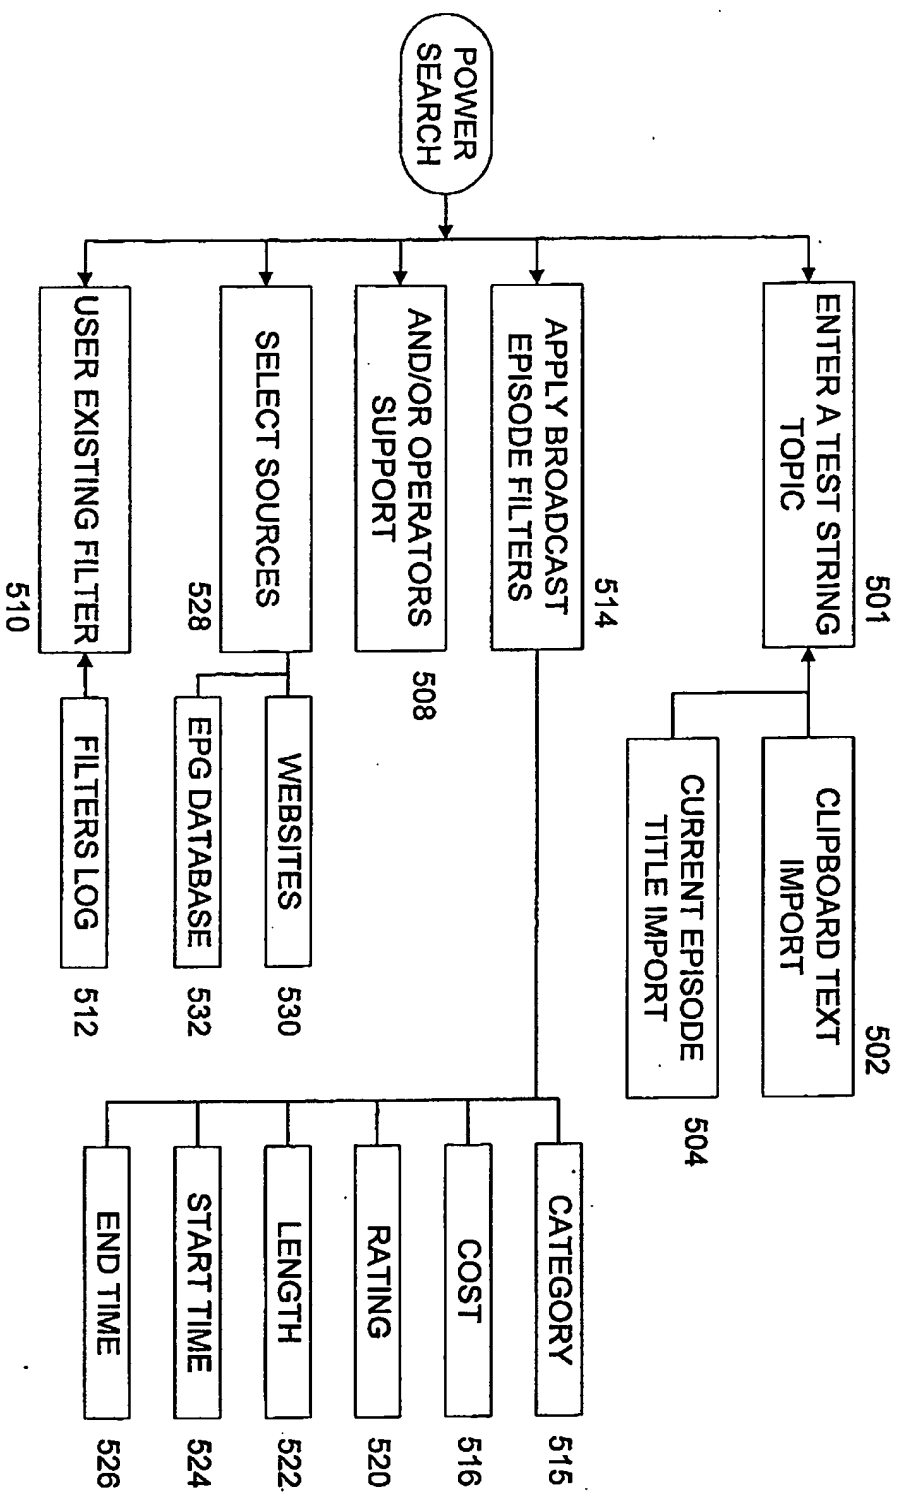 POWER
SEARCH
501
ENTER A TEST STRING
TOPIC
502
CLIPBOARD TEXT
IMPORT
CURRENT EPISODE
TITLE IMPORT
504
514
APPLY BROADCAST
EPISODE FILTERS
CATEGORY
515
COST
516
RATING
520
LENGTH
522
START TIME
524
END TIME
526
AND/OR OPERATORS
SUPPORT
508
SELECT SOURCES
528
WEBSITES
530
EPG DATABASE
532
USER EXISTING FILTER
510
FILTERS LOG
512